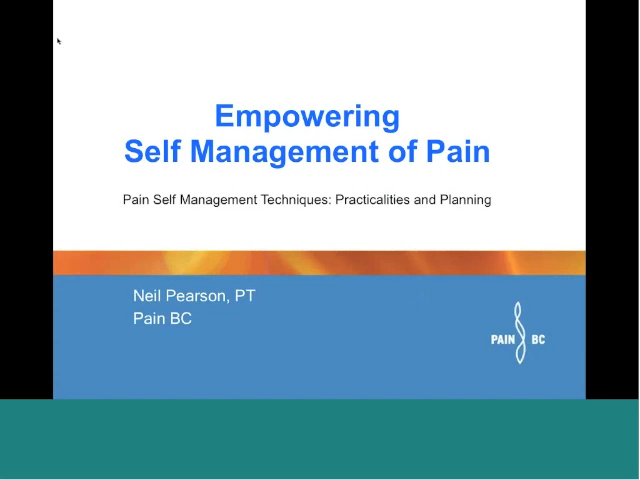 Empowering
Self Management of Pain
Pain Self Management Techniques: Practicalities and Planning
Neil Pearson, PT
Pain BC
PAIN BC